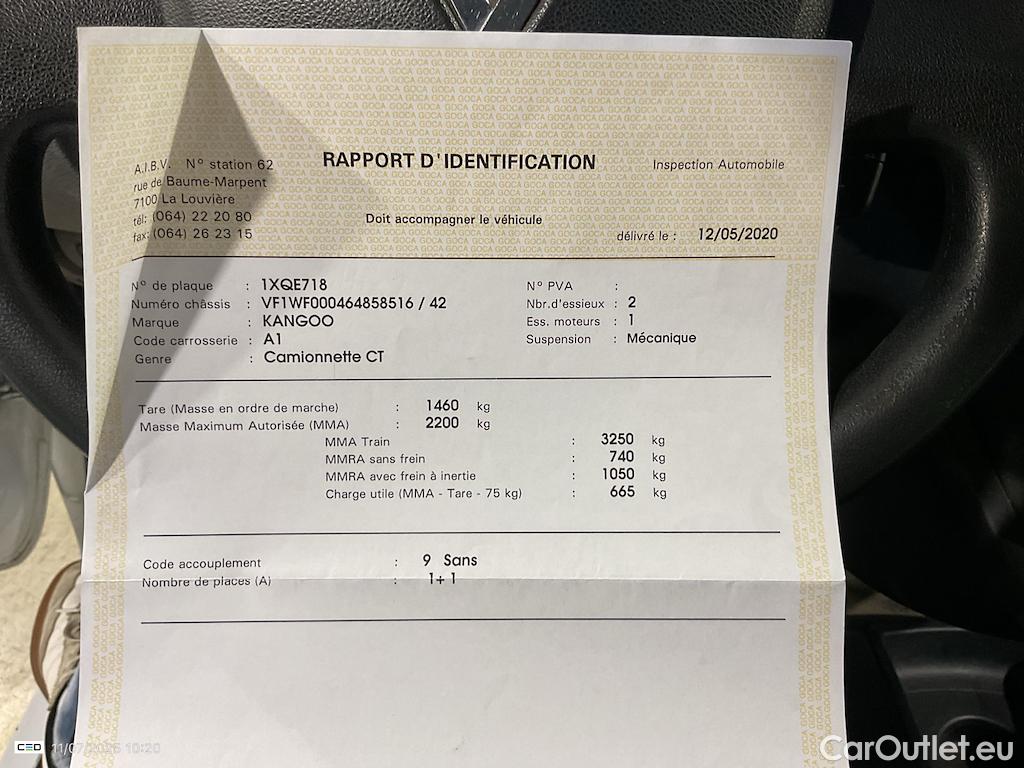 A.I.B.V. N° station 62
rue de Baume-Marpent
7100 La Louvière
tél: (064) 22 20 80
fax: (064) 26 23 15
RAPPORT D'IDENTIFICATION
Inspection Automobile
Doit accompagner le véhicule
délivré le : 12/05/2020
N° de plaque : 1XQE718
N° PVA :
Numéro châssis : VF1WF000464858516 / 42
Nbr.d'essieux : 2
Marque : KANGOO
Ess. moteurs : 1
Code carrosserie : A1
Suspension : Mécanique
Genre : Camionnette CT
Tare (Masse en ordre de marche) : 1460 kg
Masse Maximum Autorisée (MMA) : 2200 kg
MMA Train : 3250 kg
MMRA sans frein : 740 kg
MMRA avec frein à inertie : 1050 kg
Charge utile (MMA - Tare - 75 kg) : 665 kg
Code accouplement : 9 Sans
Nombre de places (A) : 1+ 1
11/07/2025 10:20
CarOutlet.eu